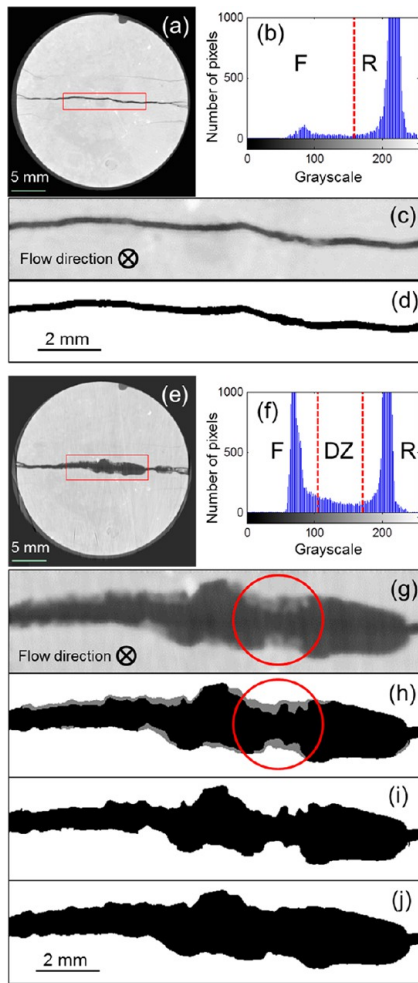 (a)
5 mm
(b)
Number of pixels
1000
500
0
F
R
0
100
200
Grayscale
(c)
Flow direction
(d)
2 mm
(e)
5 mm
(f)
Number of pixels
1000
500
0
F
DZ
R
0
100
200
Grayscale
(g)
Flow direction
(h)
(i)
(j)
2 mm